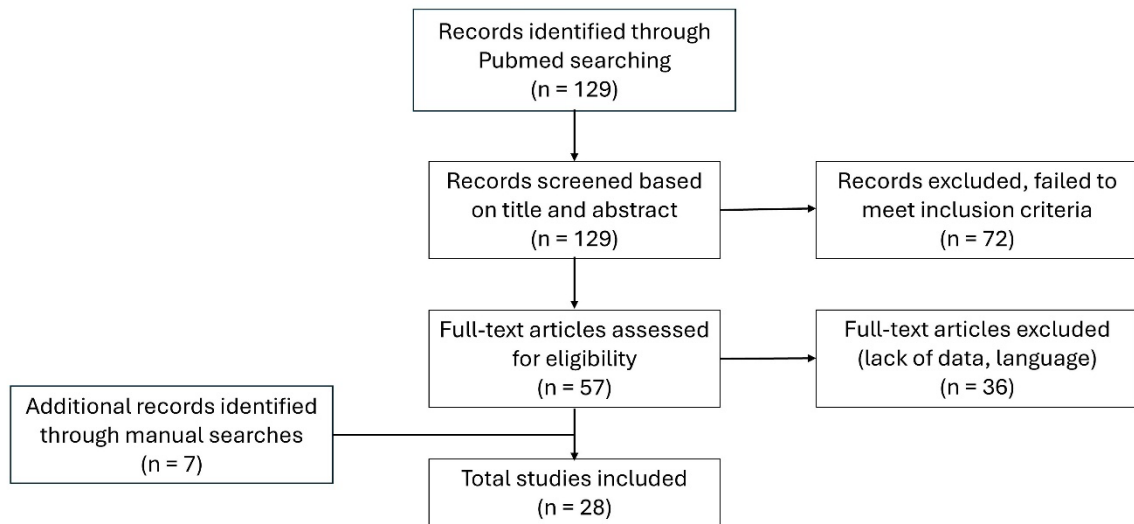 Records identified through
Pubmed searching
(n = 129)
Records screened based
on title and abstract
(n = 129)
Records excluded, failed to
meet inclusion criteria
(n = 72)
Full-text articles assessed
for eligibility
(n = 57)
Full-text articles excluded
(lack of data, language)
(n = 36)
Additional records identified
through manual searches
(n = 7)
Total studies included
(n = 28)